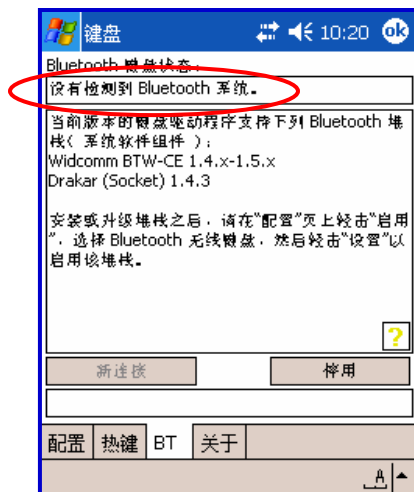 键盘 10:20 ok
Bluetooth 键盘状态:
没有检测到 Bluetooth 系统。
当前版本的键盘驱动程序支持下列 Bluetooth 堆
栈( 系统软件组件 ):
Widcomm BTW-CE 1.4.x-1.5.x
Drakar (Socket) 1.4.3
安装或升级堆栈之后，请在“配置”页上轻击“启用
”，选择 Bluetooth 无线键盘，然后轻击“设置”以
启用该堆栈。
?
新连接 停用
配置 热键 BT 关于
A